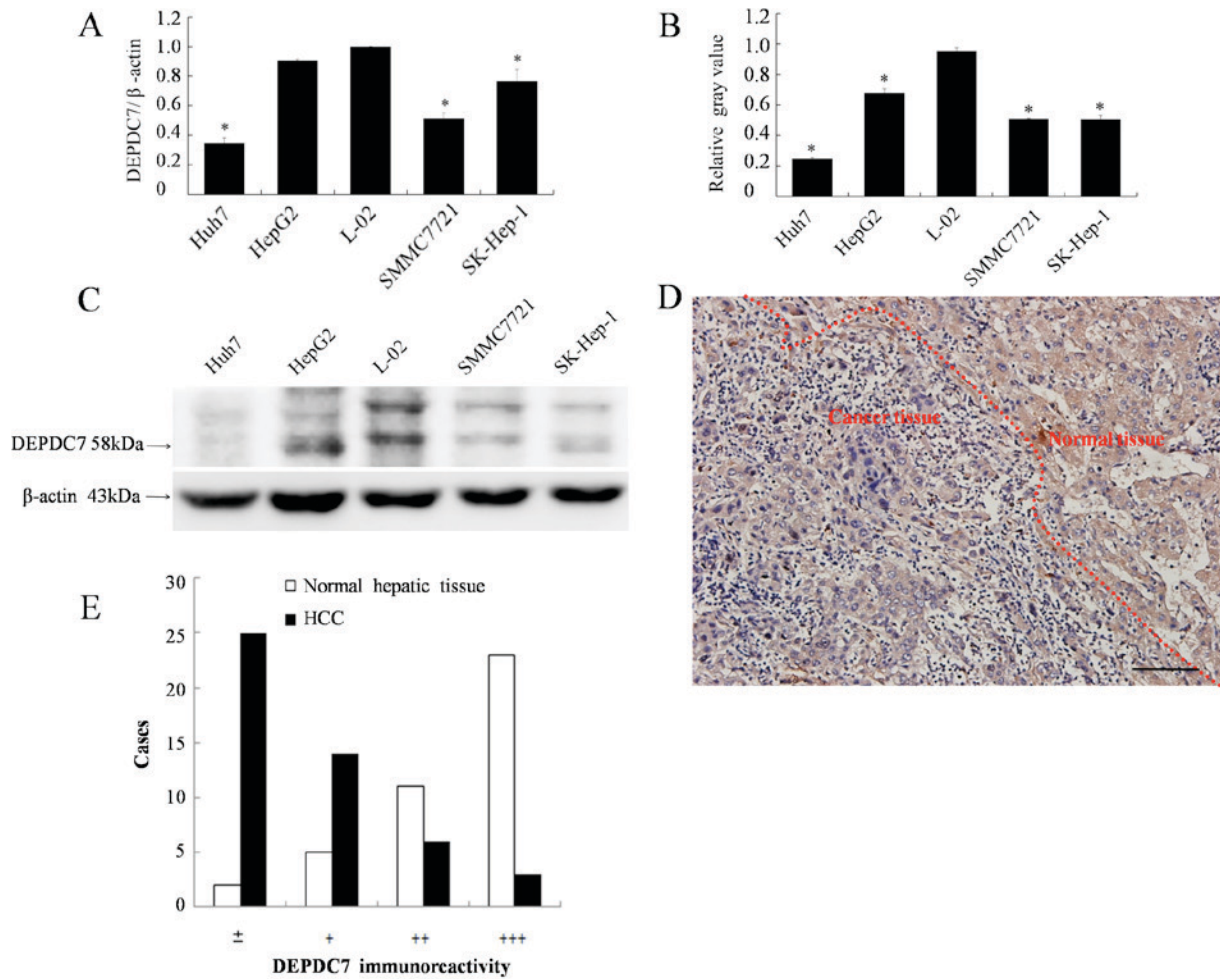 A
1.2
1.0
0.8
0.6
0.4
0.2
0
DEPDC7/ β -actin
*
*
*
Huh7
HepG2
L-02
SMMC7721
SK-Hep-1
B
1.2
1.0
0.8
0.6
0.4
0.2
0
Relative gray value
*
*
*
*
Huh7
HepG2
L-02
SMMC7721
SK-Hep-1
C
Huh7
HepG2
L-02
SMMC7721
SK-Hep-1
DEPDC7 58kDa
β-actin 43kDa
D
Cancer tissue
Normal tissue
E
Normal hepatic tissue
HCC
30
25
20
15
10
5
0
Cases
±
+
++
+++
DEPDC7 immunoreactivity